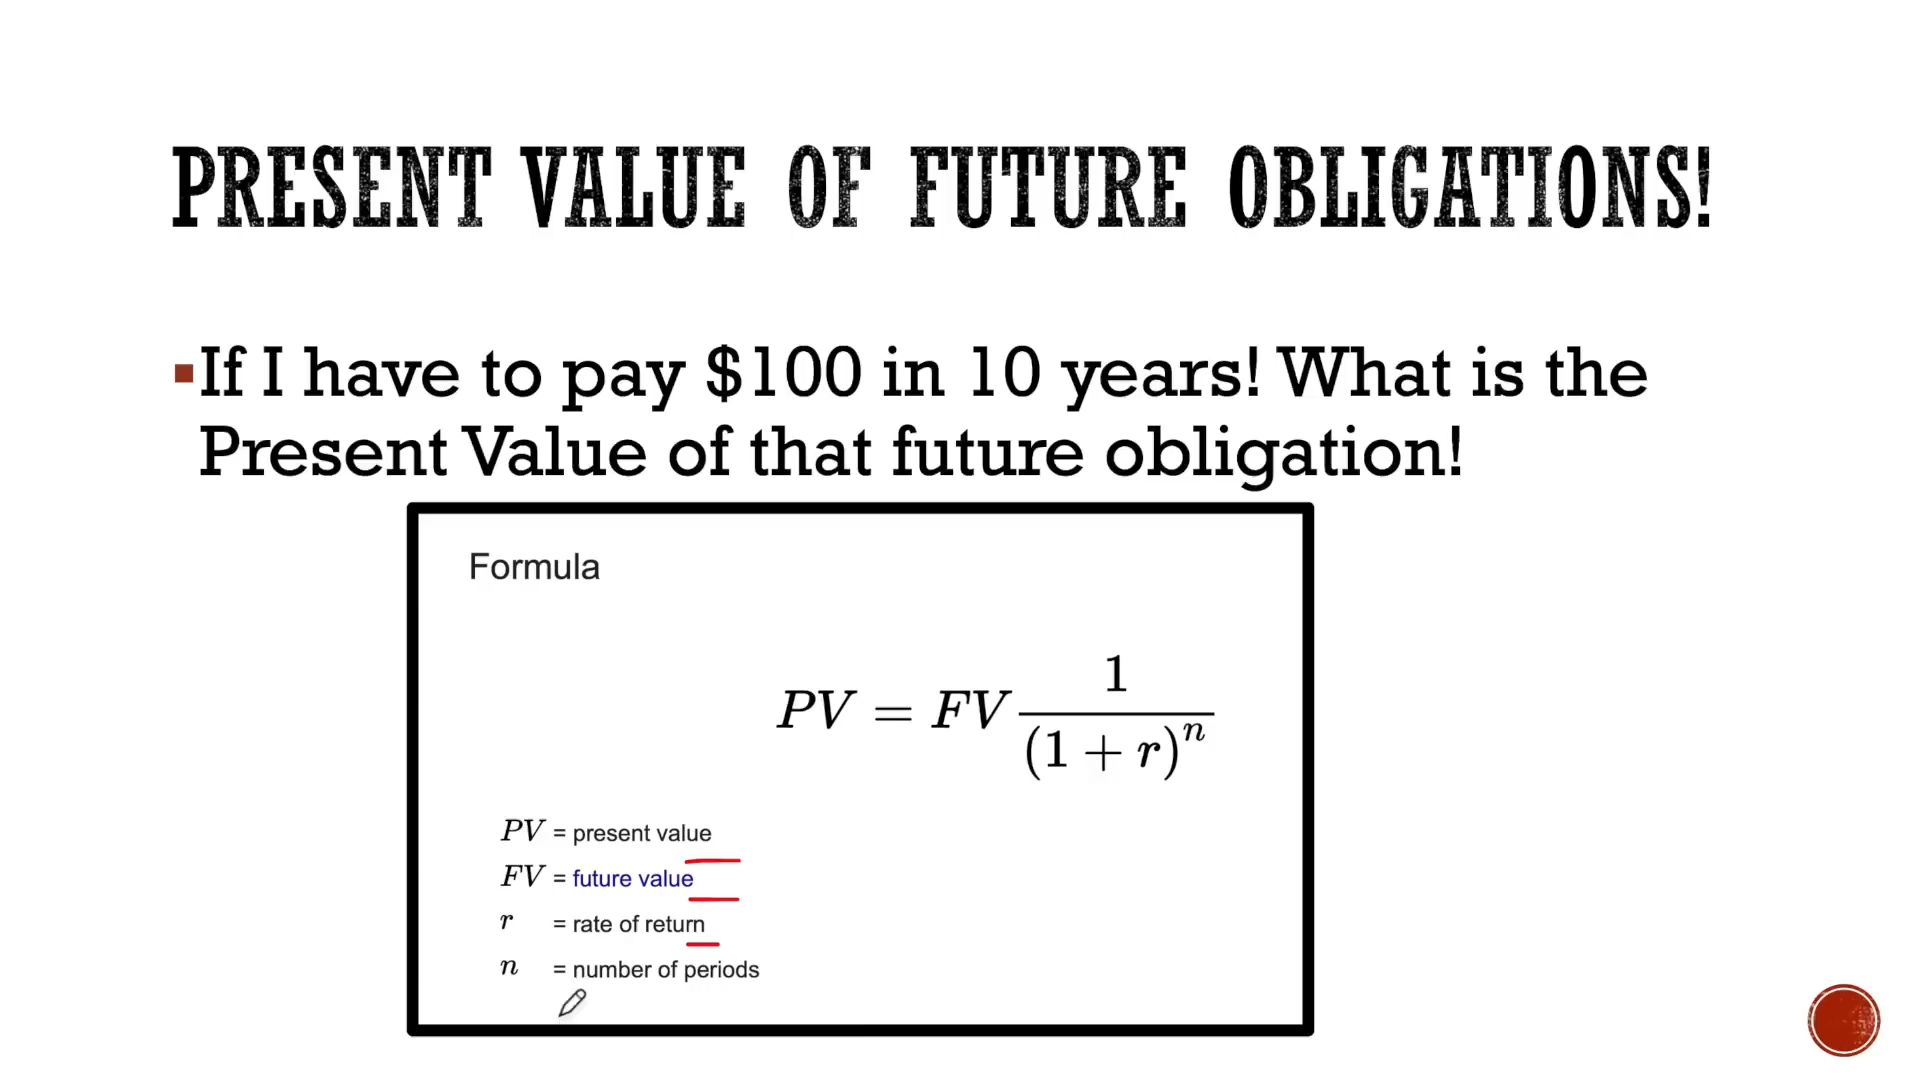 PRESENT VALUE OF FUTURE OBLIGATIONS!
If I have to pay $100 in 10 years! What is the
Present Value of that future obligation!
Formula
PV = FV 1/(1 + r)^n
PV = present value
FV = future value
r = rate of return
n = number of periods